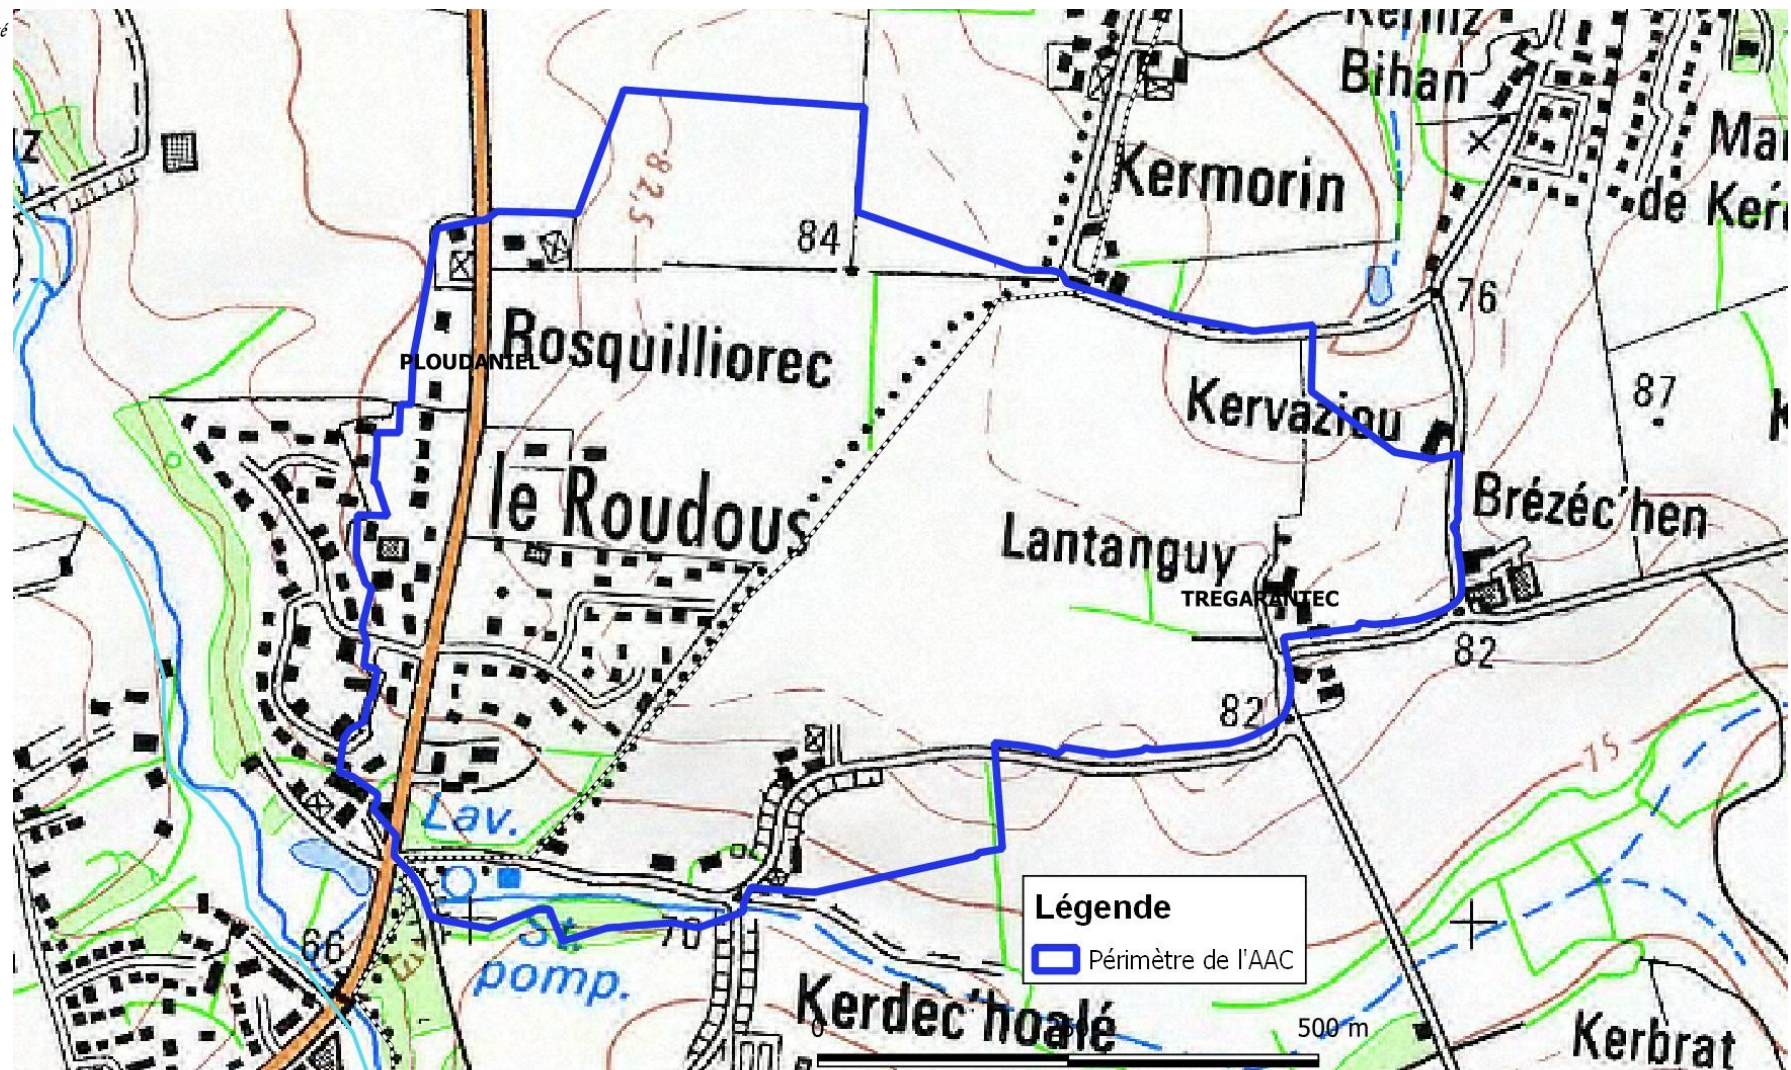 Bihan
Kermorin
de Ker
82,5
84
76
Rosquilliorec
PLOUDANIEL
Kervaziou
87
le Roudous
Lantanguy
Brézéc'hen
TREGARANTEC
82
82
75
Lav.
Légende
Périmètre de l'AAC
St.
pomp.
70
66
Kerdec'hoalé
0
500 m
Kerbrat